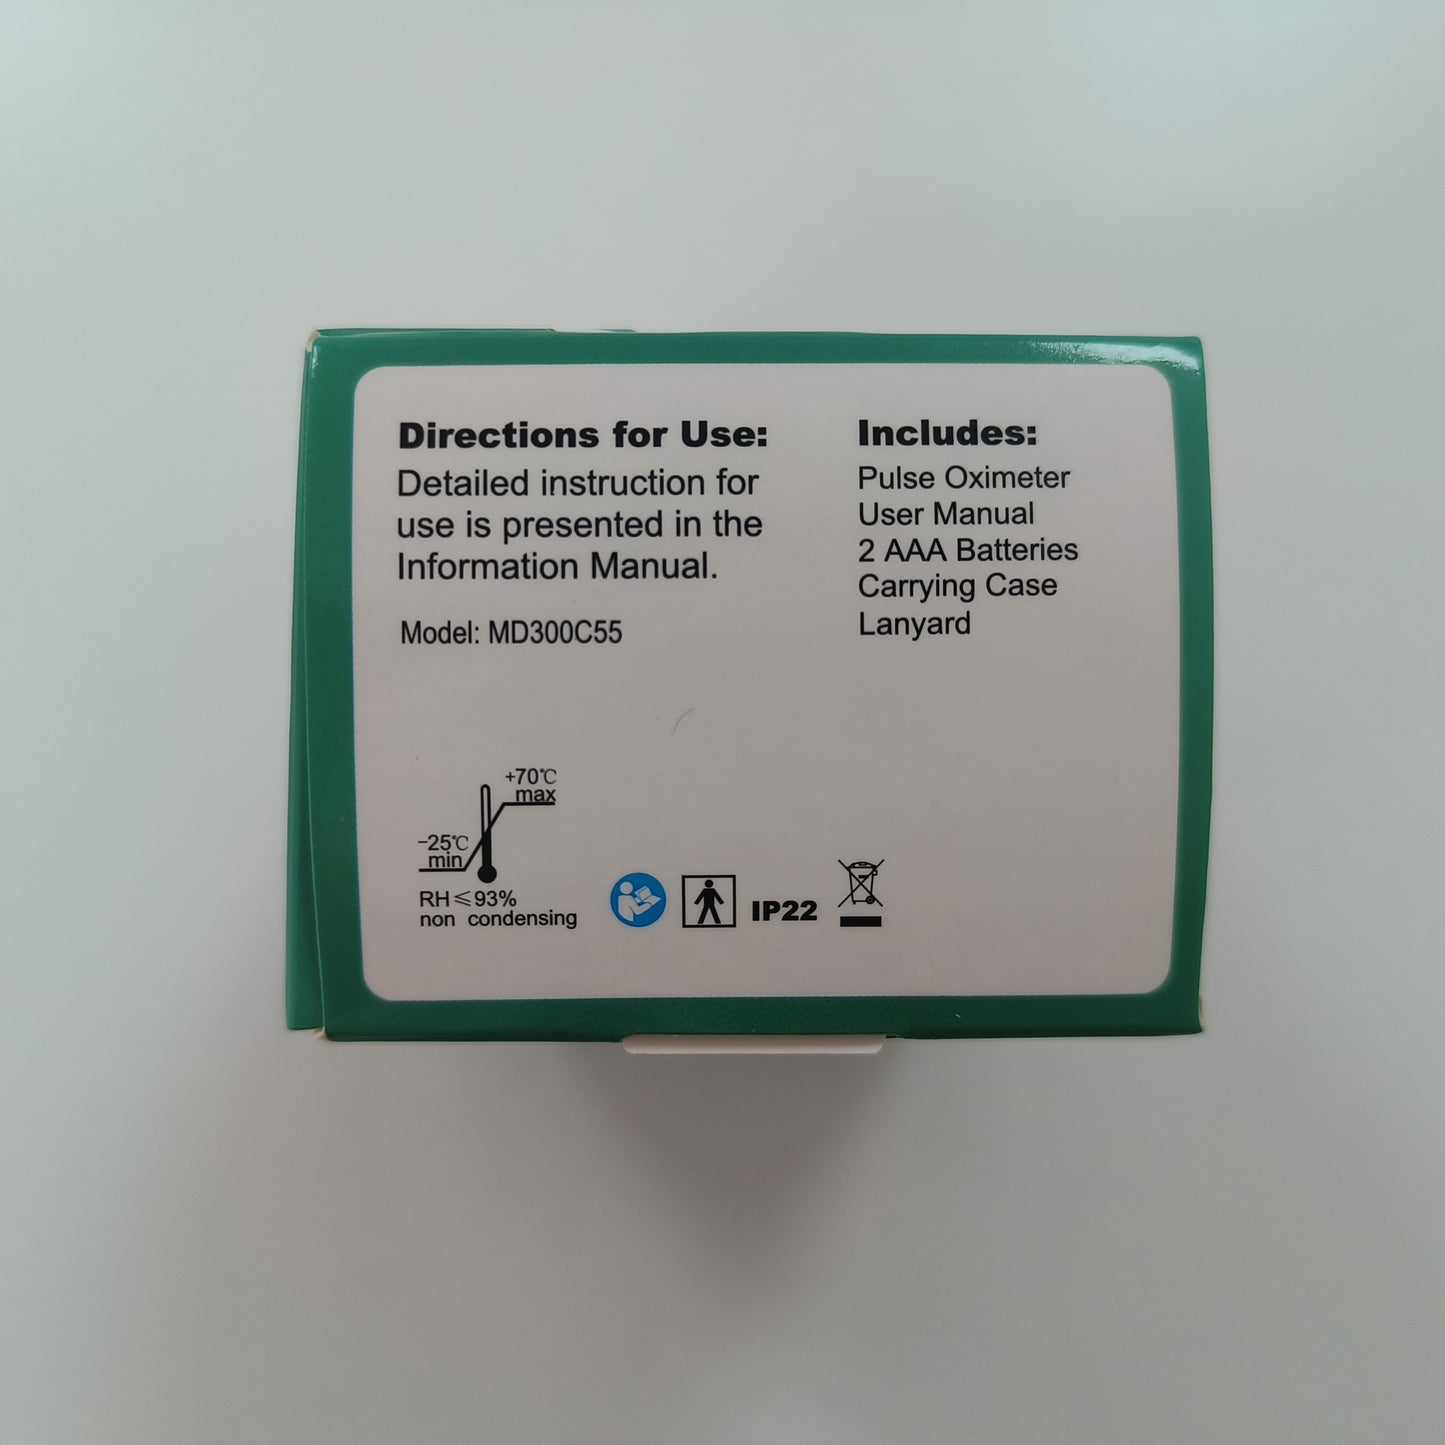 Directions for Use:
Detailed instruction for
use is presented in the
Information Manual.
Model: MD300C55
Includes:
Pulse Oximeter
User Manual
2 AAA Batteries
Carrying Case
Lanyard
+70℃
max
−25℃
min
RH≤93%
non condensing
IP22